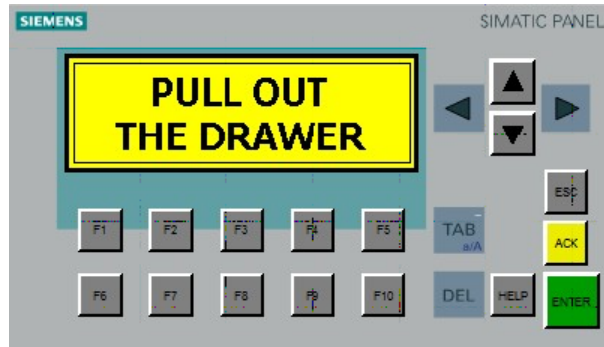 SIEMENS
SIMATIC PANEL
PULL OUT
THE DRAWER
ESC
F1 F2 F3 F4 F5 TAB
a/A
ACK
F6 F7 F8 F9 F10 DEL HELP ENTER